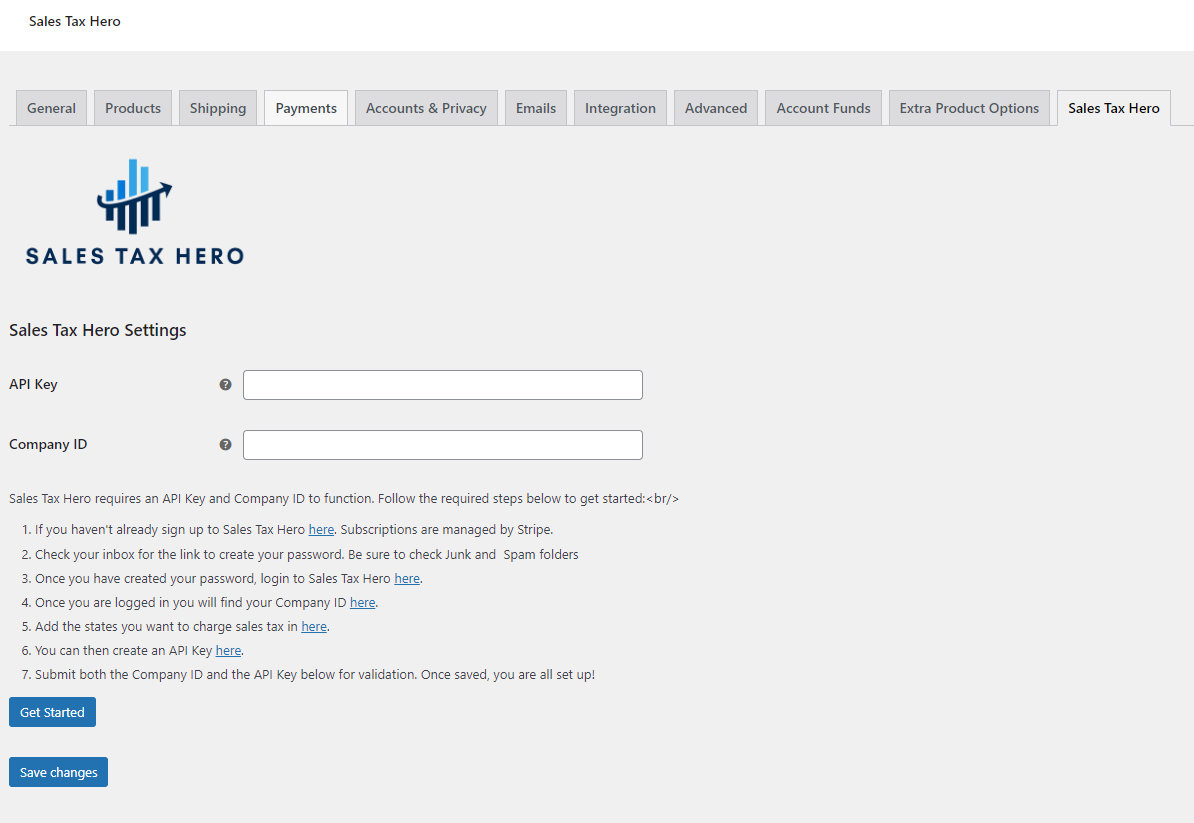 Sales Tax Hero
General Products Shipping Payments Accounts & Privacy Emails Integration Advanced Account Funds Extra Product Options Sales Tax Hero
SALES TAX HERO
Sales Tax Hero Settings
API Key ?
Company ID ?
Sales Tax Hero requires an API Key and Company ID to function. Follow the required steps below to get started:<br/>
1. If you haven't already sign up to Sales Tax Hero here. Subscriptions are managed by Stripe.
2. Check your inbox for the link to create your password. Be sure to check Junk and  Spam folders
3. Once you have created your password, login to Sales Tax Hero here.
4. Once you are logged in you will find your Company ID here.
5. Add the states you want to charge sales tax in here.
6. You can then create an API Key here.
7. Submit both the Company ID and the API Key below for validation. Once saved, you are all set up!
Get Started
Save changes